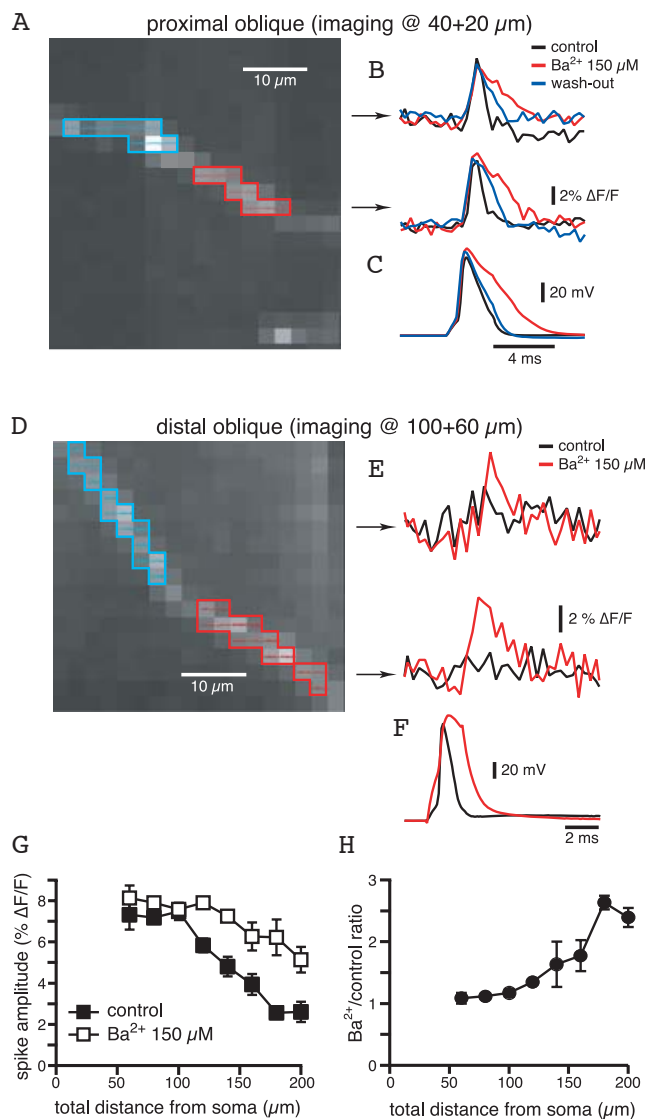 A
proximal oblique (imaging @ 40+20 µm)
10 µm
B
control
Ba²⁺ 150 µM
wash-out
2% ΔF/F
C
20 mV
4 ms
D
distal oblique (imaging @ 100+60 µm)
10 µm
E
control
Ba²⁺ 150 µM
2 % ΔF/F
F
20 mV
2 ms
G
spike amplitude (% ΔF/F)
8
6
4
2
0
control
Ba²⁺ 150 µM
0 50 100 150 200
total distance from soma (µm)
H
Ba²⁺/control ratio
3
2
1
0
0 50 100 150 200
total distance from soma (µm)